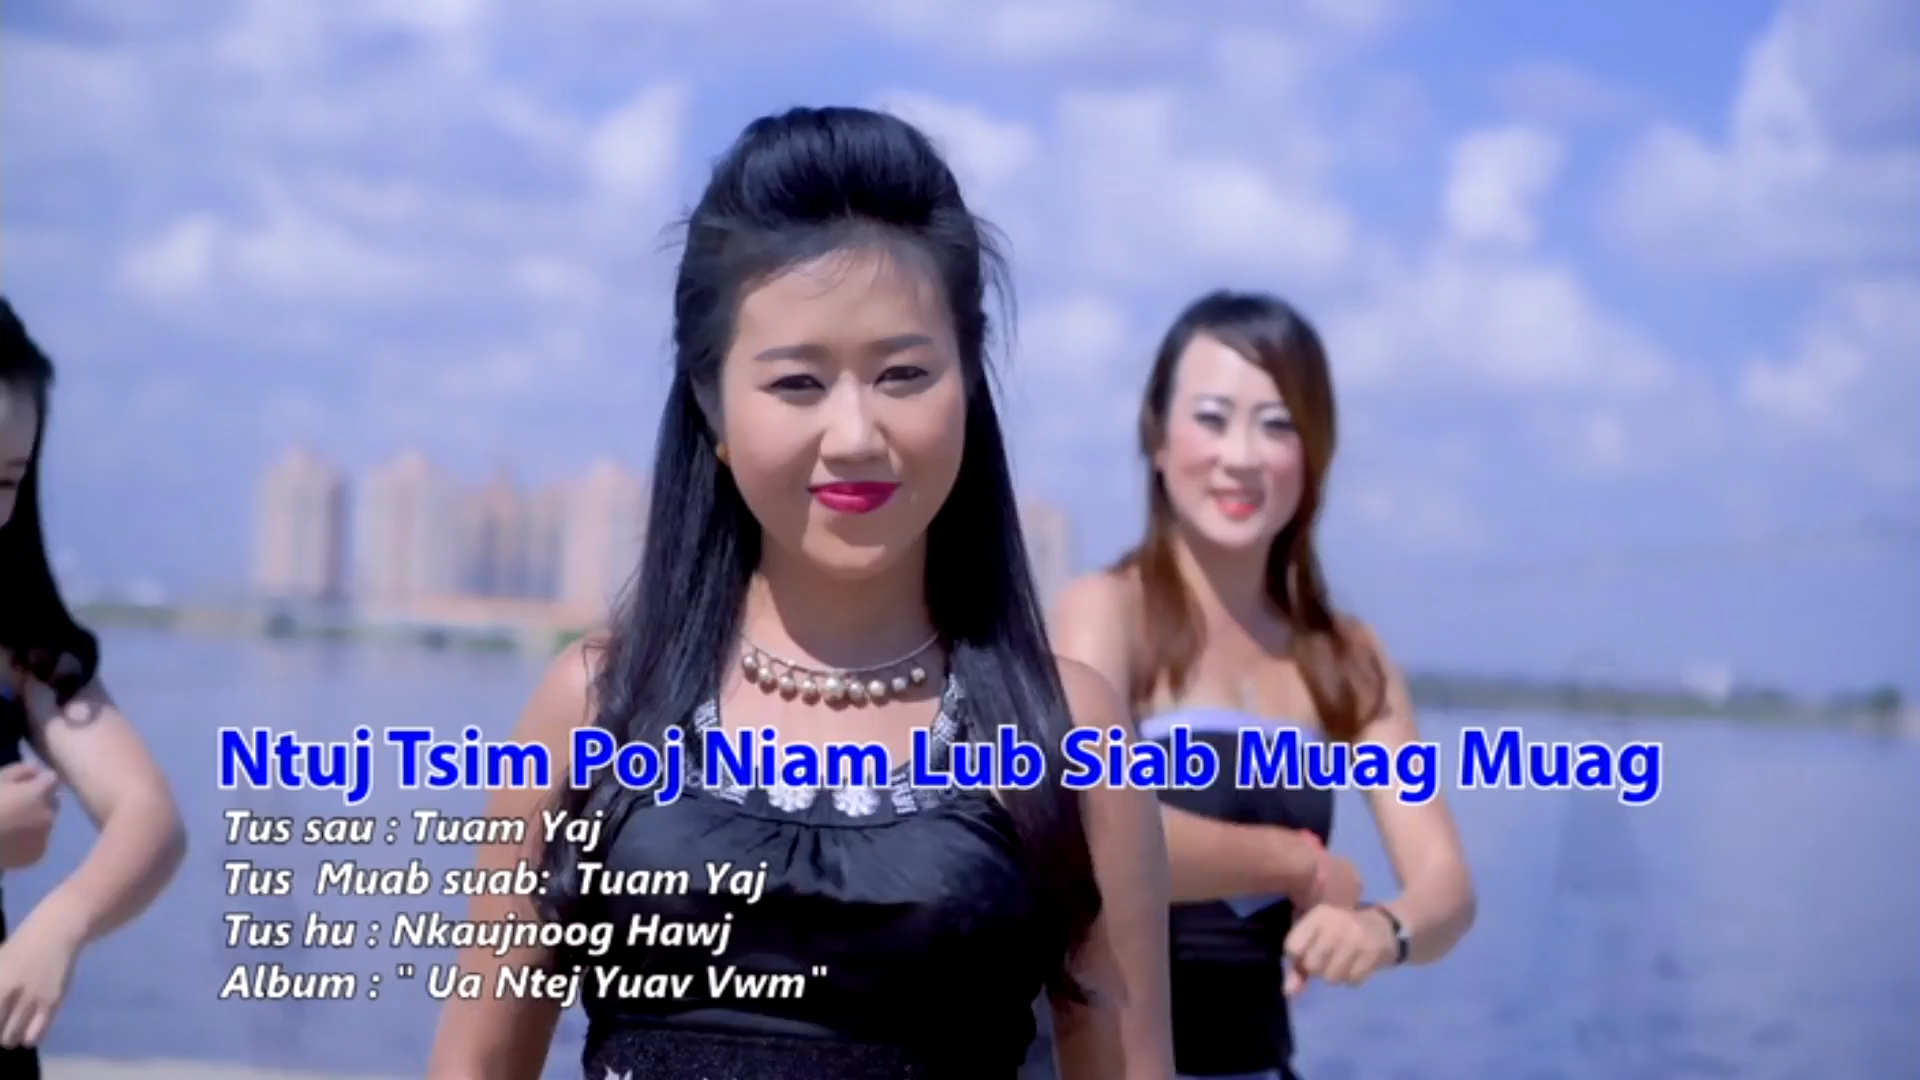 Ntuj Tsim Poj Niam Lub Siab Muag Muag
Tus sau : Tuam Yaj
Tus Muab suab: Tuam Yaj
Tus hu : Nkaujnoog Hawj
Album : " Ua Ntej Yuav Vwm"